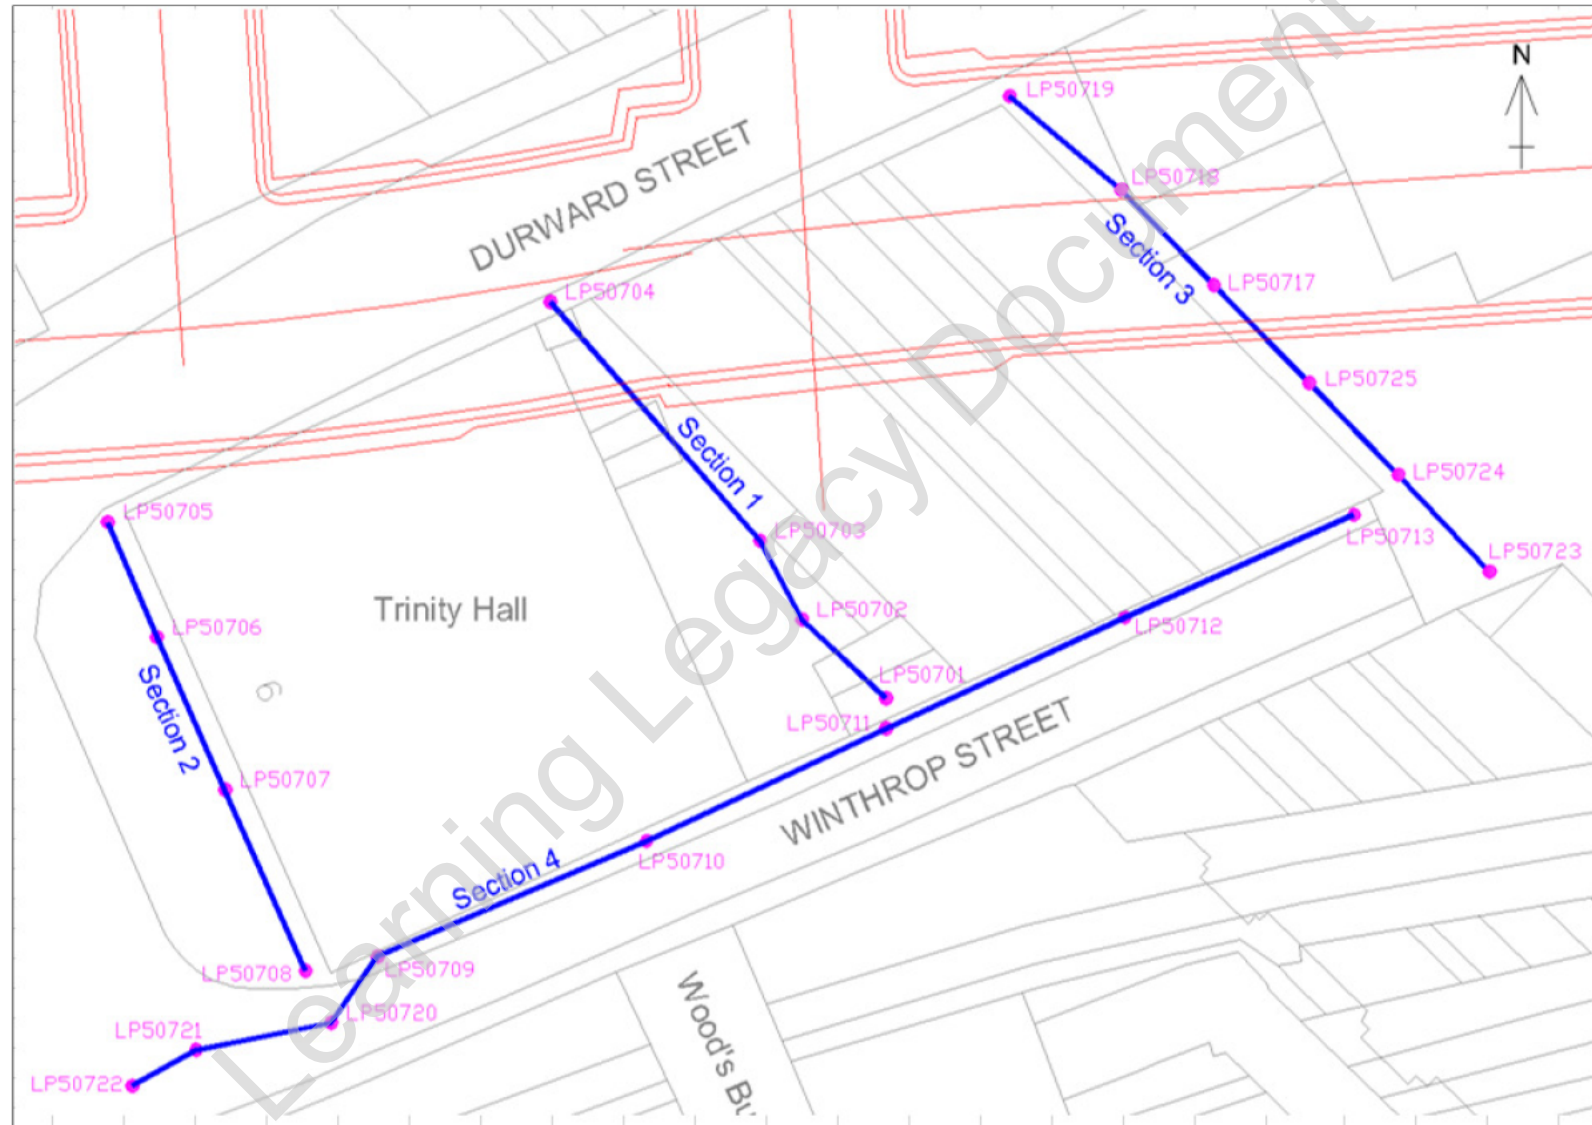 N
LP50719
DURWARD STREET
LP50718
Section 3
LP50717
LP50704
LP50725
Section 1
LP50724
LP50705
LP50703
LP50713
LP50723
Trinity Hall
LP50706
LP50702
LP50712
Section 2
6
LP50701
LP50711
WINTHROP STREET
LP50707
Section 4
LP50710
LP50708
LP50709
Wood's Bu
LP50720
LP50721
LP50722
Learning Legacy Document